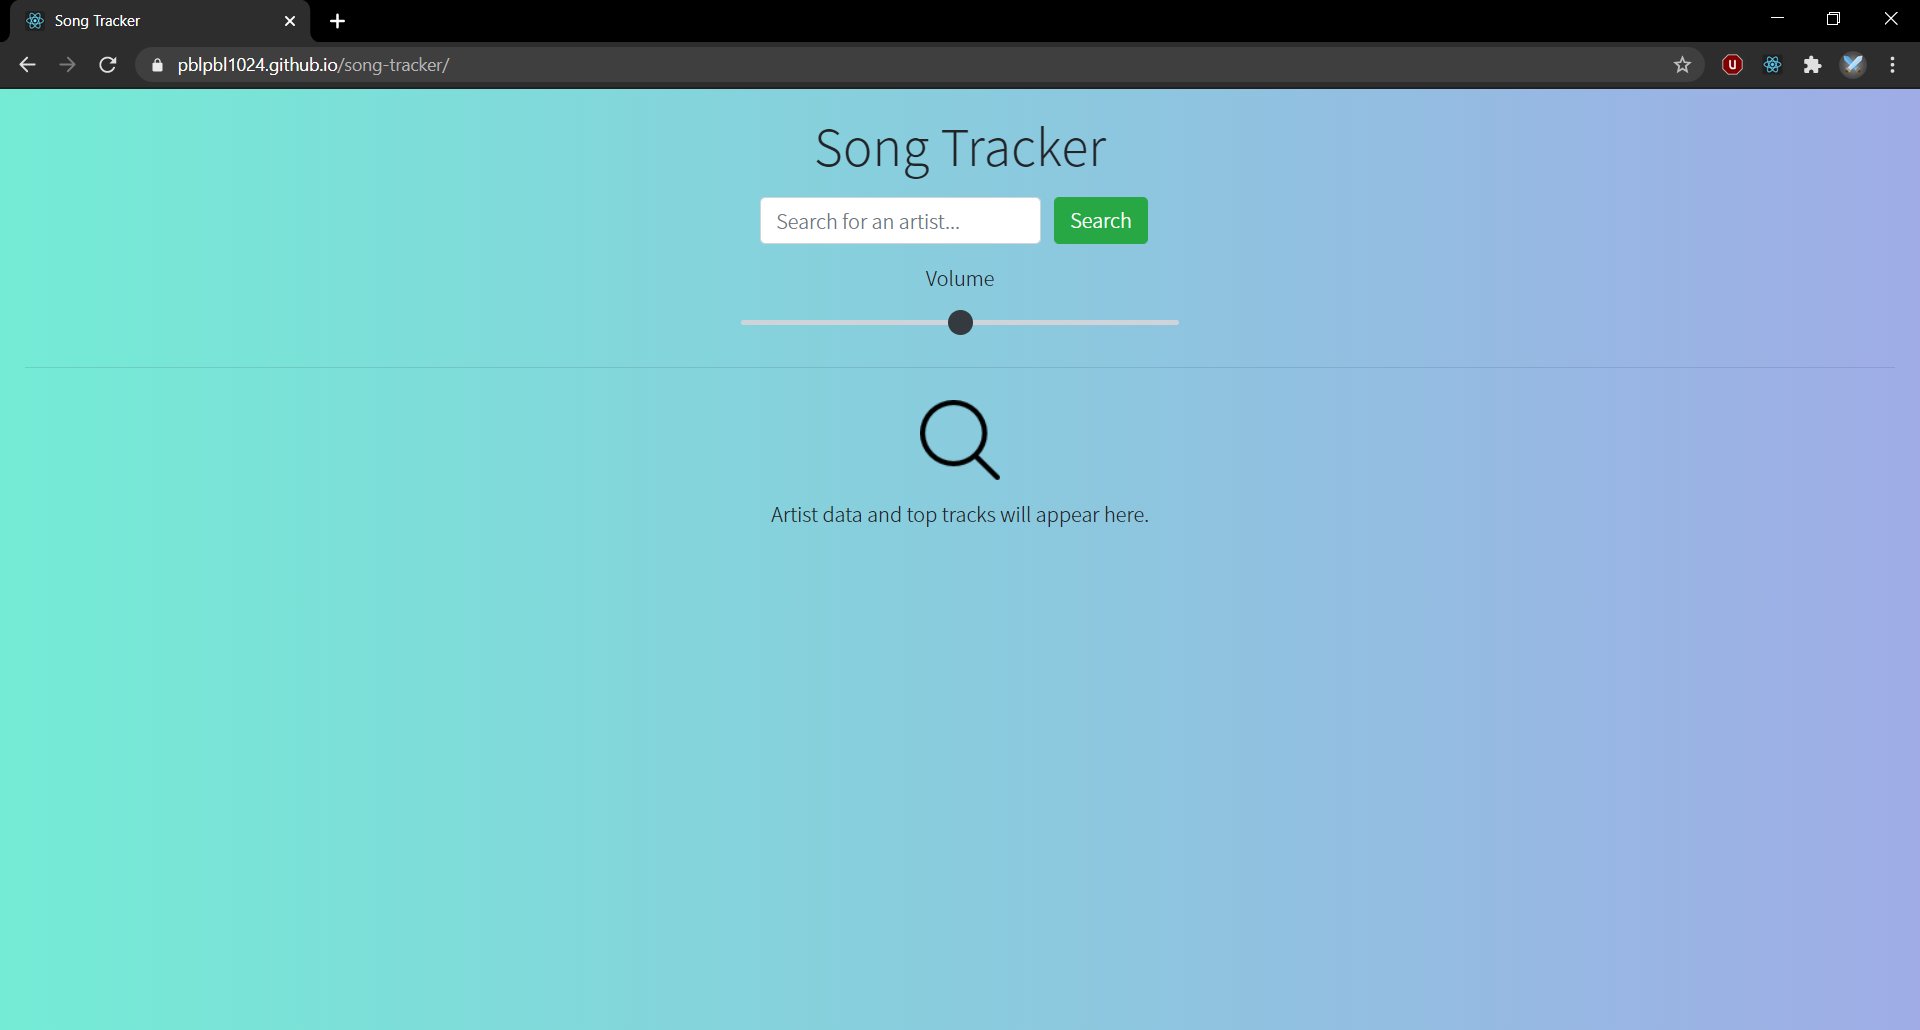 Song Tracker
pblpbl1024.github.io/song-tracker/
Song Tracker
Search for an artist...
Search
Volume
Artist data and top tracks will appear here.